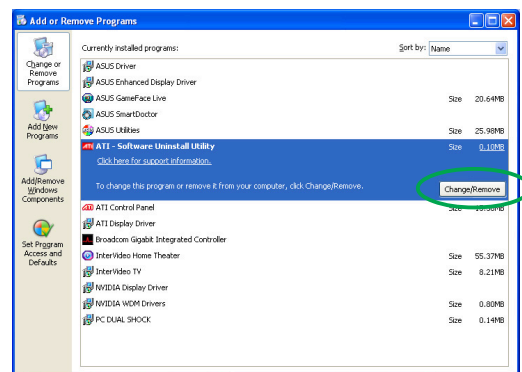 Add or Remove Programs
Change or Remove Programs
Add New Programs
Add/Remove Windows Components
Set Program Access and Defaults
Currently installed programs:
Sort by: Name
ASUS Driver
ASUS Enhanced Display Driver
ASUS GameFace Live Size 20.64MB
ASUS SmartDoctor
ASUS Utilities Size 25.98MB
ATI - Software Uninstall Utility Size 0.10MB
Click here for support information.
To change this program or remove it from your computer, click Change/Remove.
Change/Remove
ATI Control Panel Size
ATI Display Driver
Broadcom Gigabit Integrated Controller
InterVideo Home Theater Size 55.37MB
InterVideo TV Size 8.21MB
NVIDIA Display Driver
NVIDIA WDM Drivers Size 0.80MB
PC DUAL SHOCK Size 0.14MB